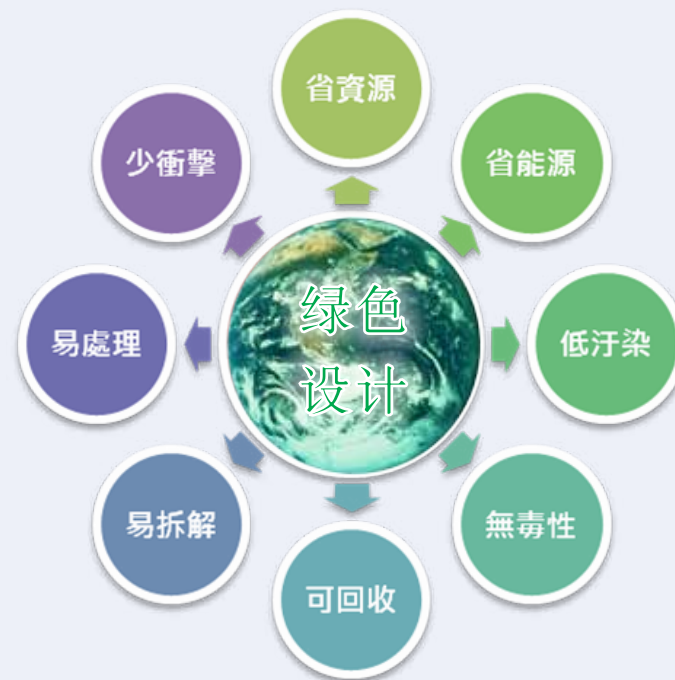 省資源
省能源
低汙染
無毒性
可回收
易拆解
易處理
少衝擊
绿色
设计